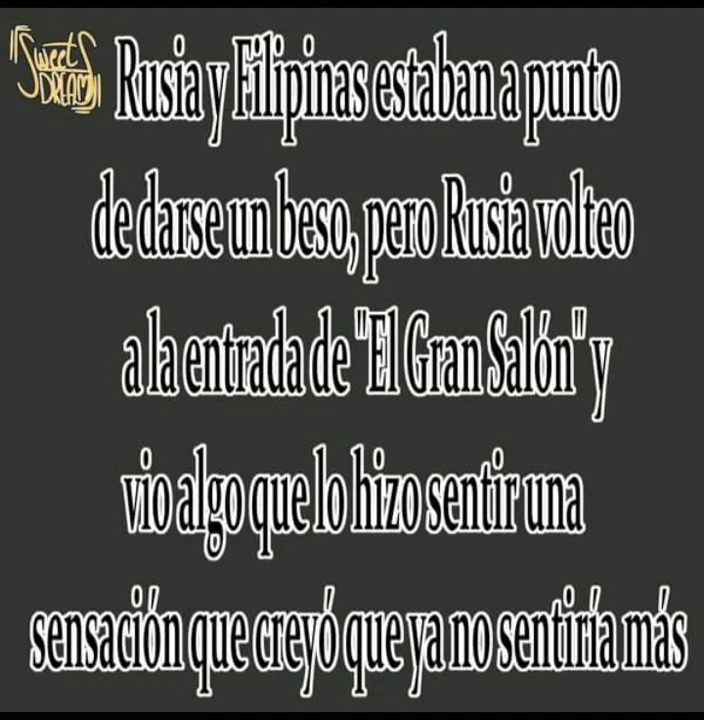 "Sweet DREAM" Rusia y Filipinas estaban a punto
de darse un beso, pero Rusia volteo
a la entrada de "El Gran Salón" y
vio algo que lo hizo sentir una
sensación que creyó que ya no sentiría más